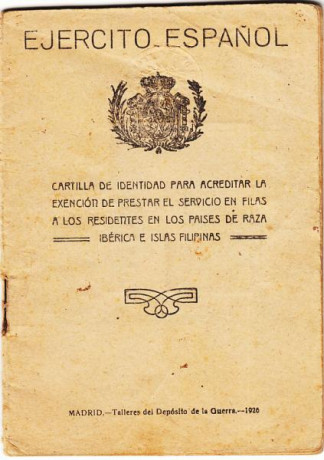 EJERCITO ESPAÑOL
CARTILLA DE IDENTIDAD PARA ACREDITAR LA
EXENCIÓN DE PRESTAR EL SERVICIO EN FILAS
A LOS RESIDENTES EN LOS PAISES DE RAZA
IBÉRICA E ISLAS FILIPINAS
MADRID.—Talleres del Depósito de la Guerra.—1926